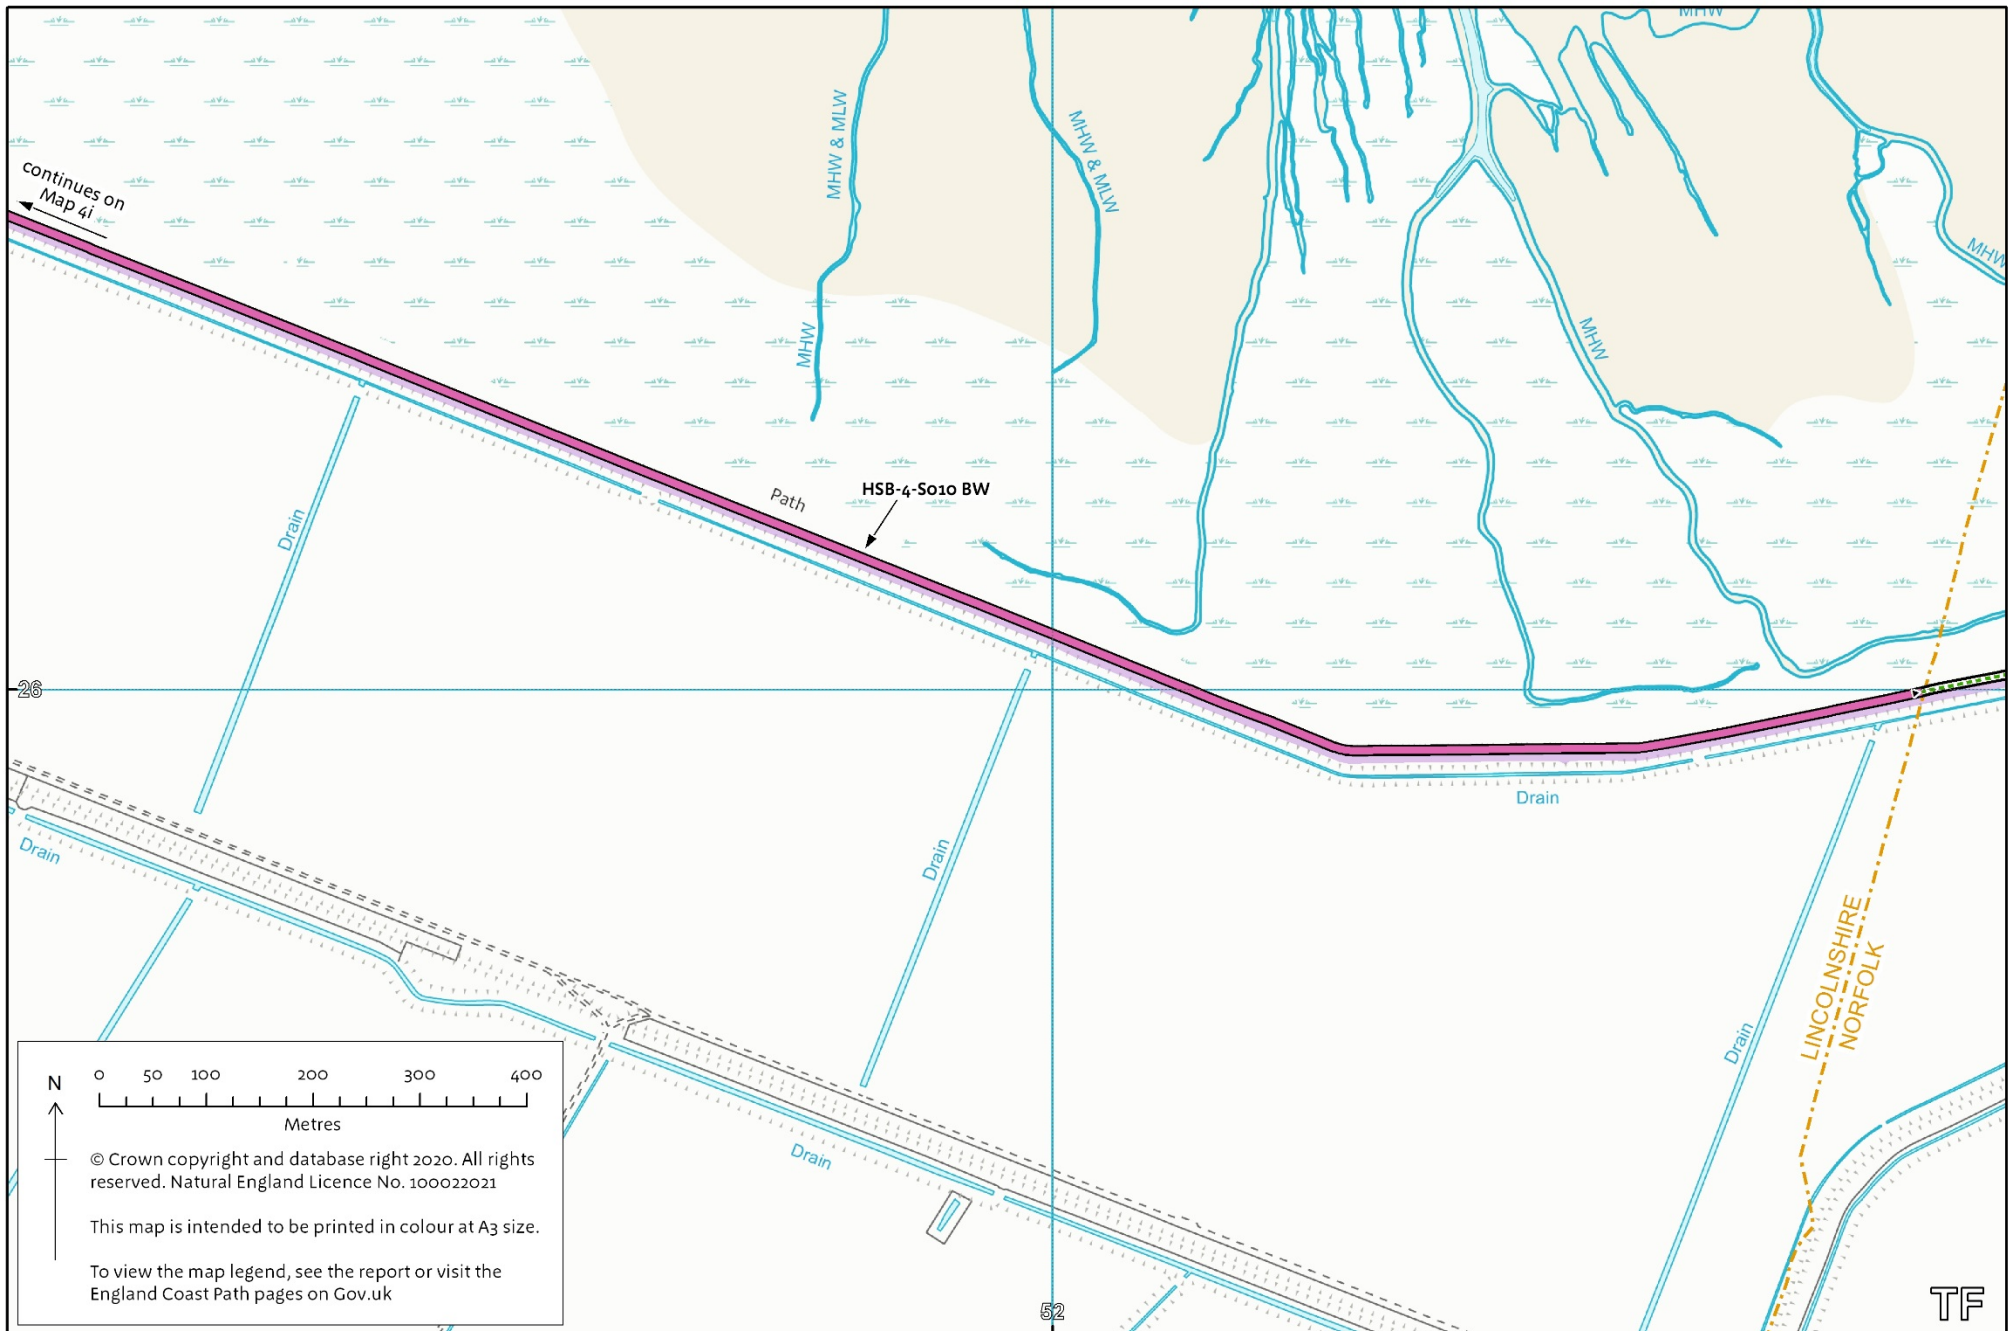 MHW
MHW & MLW
MHW & MLW
continues on
Map 4i
MHW
MHW
MHW
Path
HSB-4-S010 BW
Drain
26
Drain
Drain
Drain
LINCOLNSHIRE
NORFOLK
Drain
Drain
52
TF
N
0 50 100 200 300 400
Metres
© Crown copyright and database right 2020. All rights
reserved. Natural England Licence No. 100022021
This map is intended to be printed in colour at A3 size.
To view the map legend, see the report or visit the
England Coast Path pages on Gov.uk